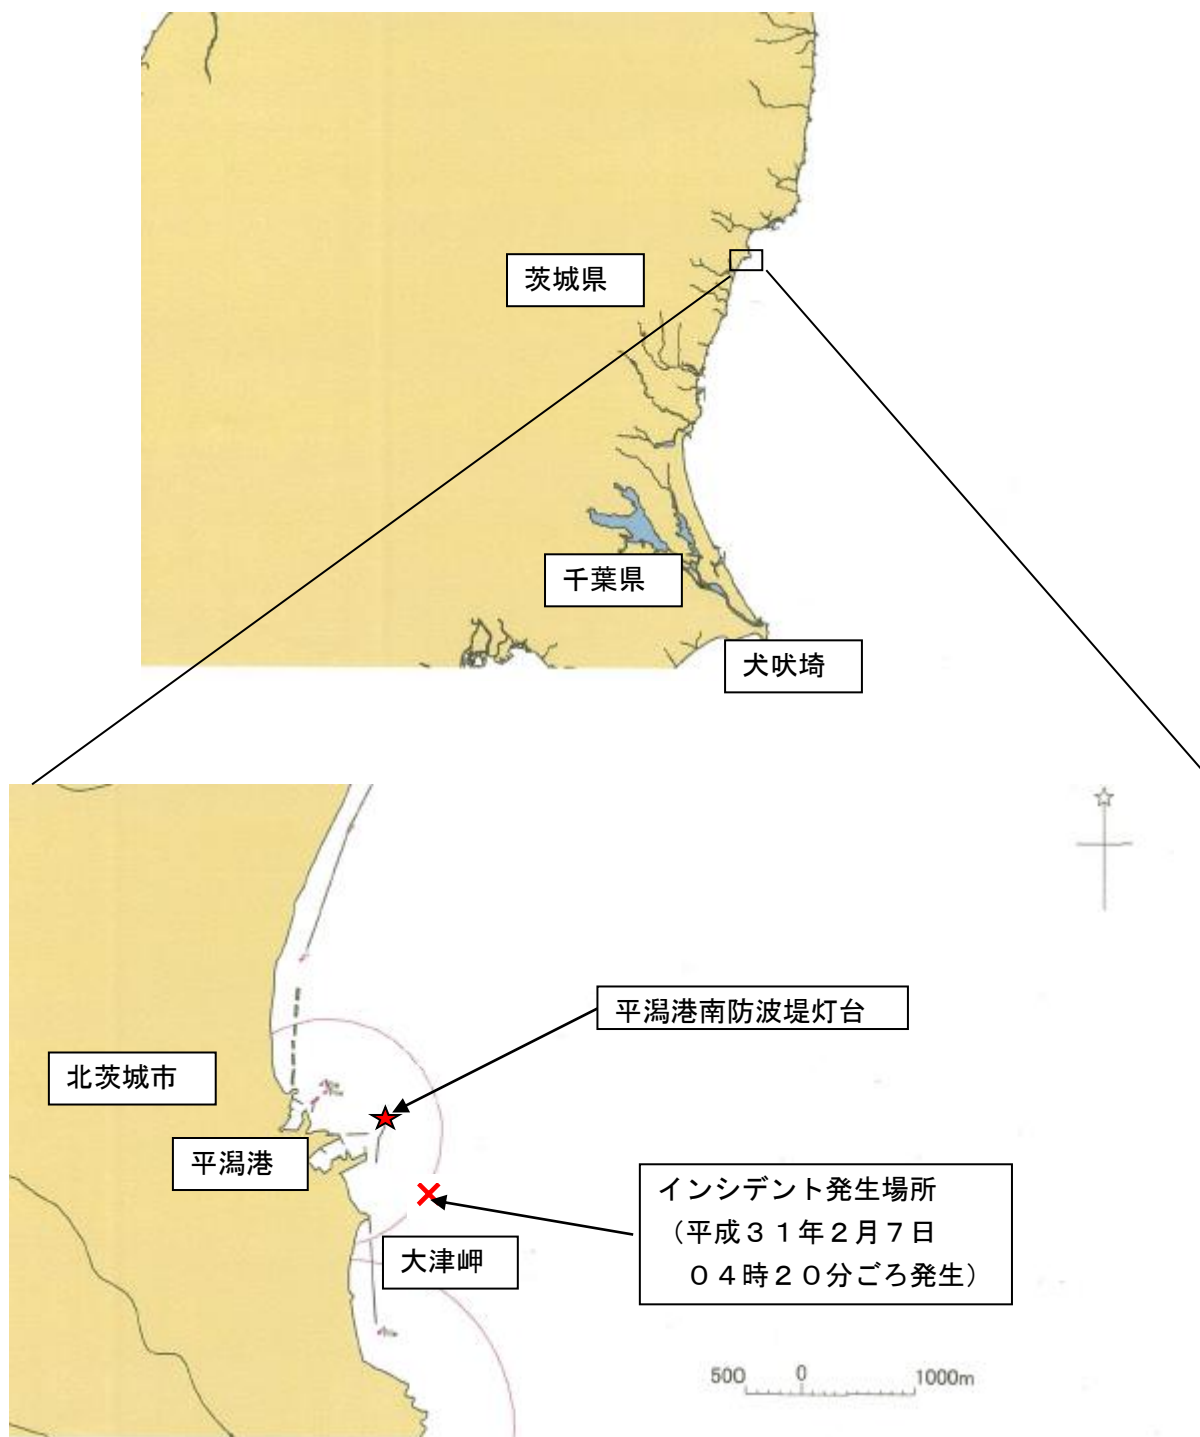 茨城県
千葉県
犬吠埼
平潟港南防波堤灯台
北茨城市
平潟港
インシデント発生場所
（平成３１年２月７日
０４時２０分ごろ発生）
大津岬
500 0 1000m